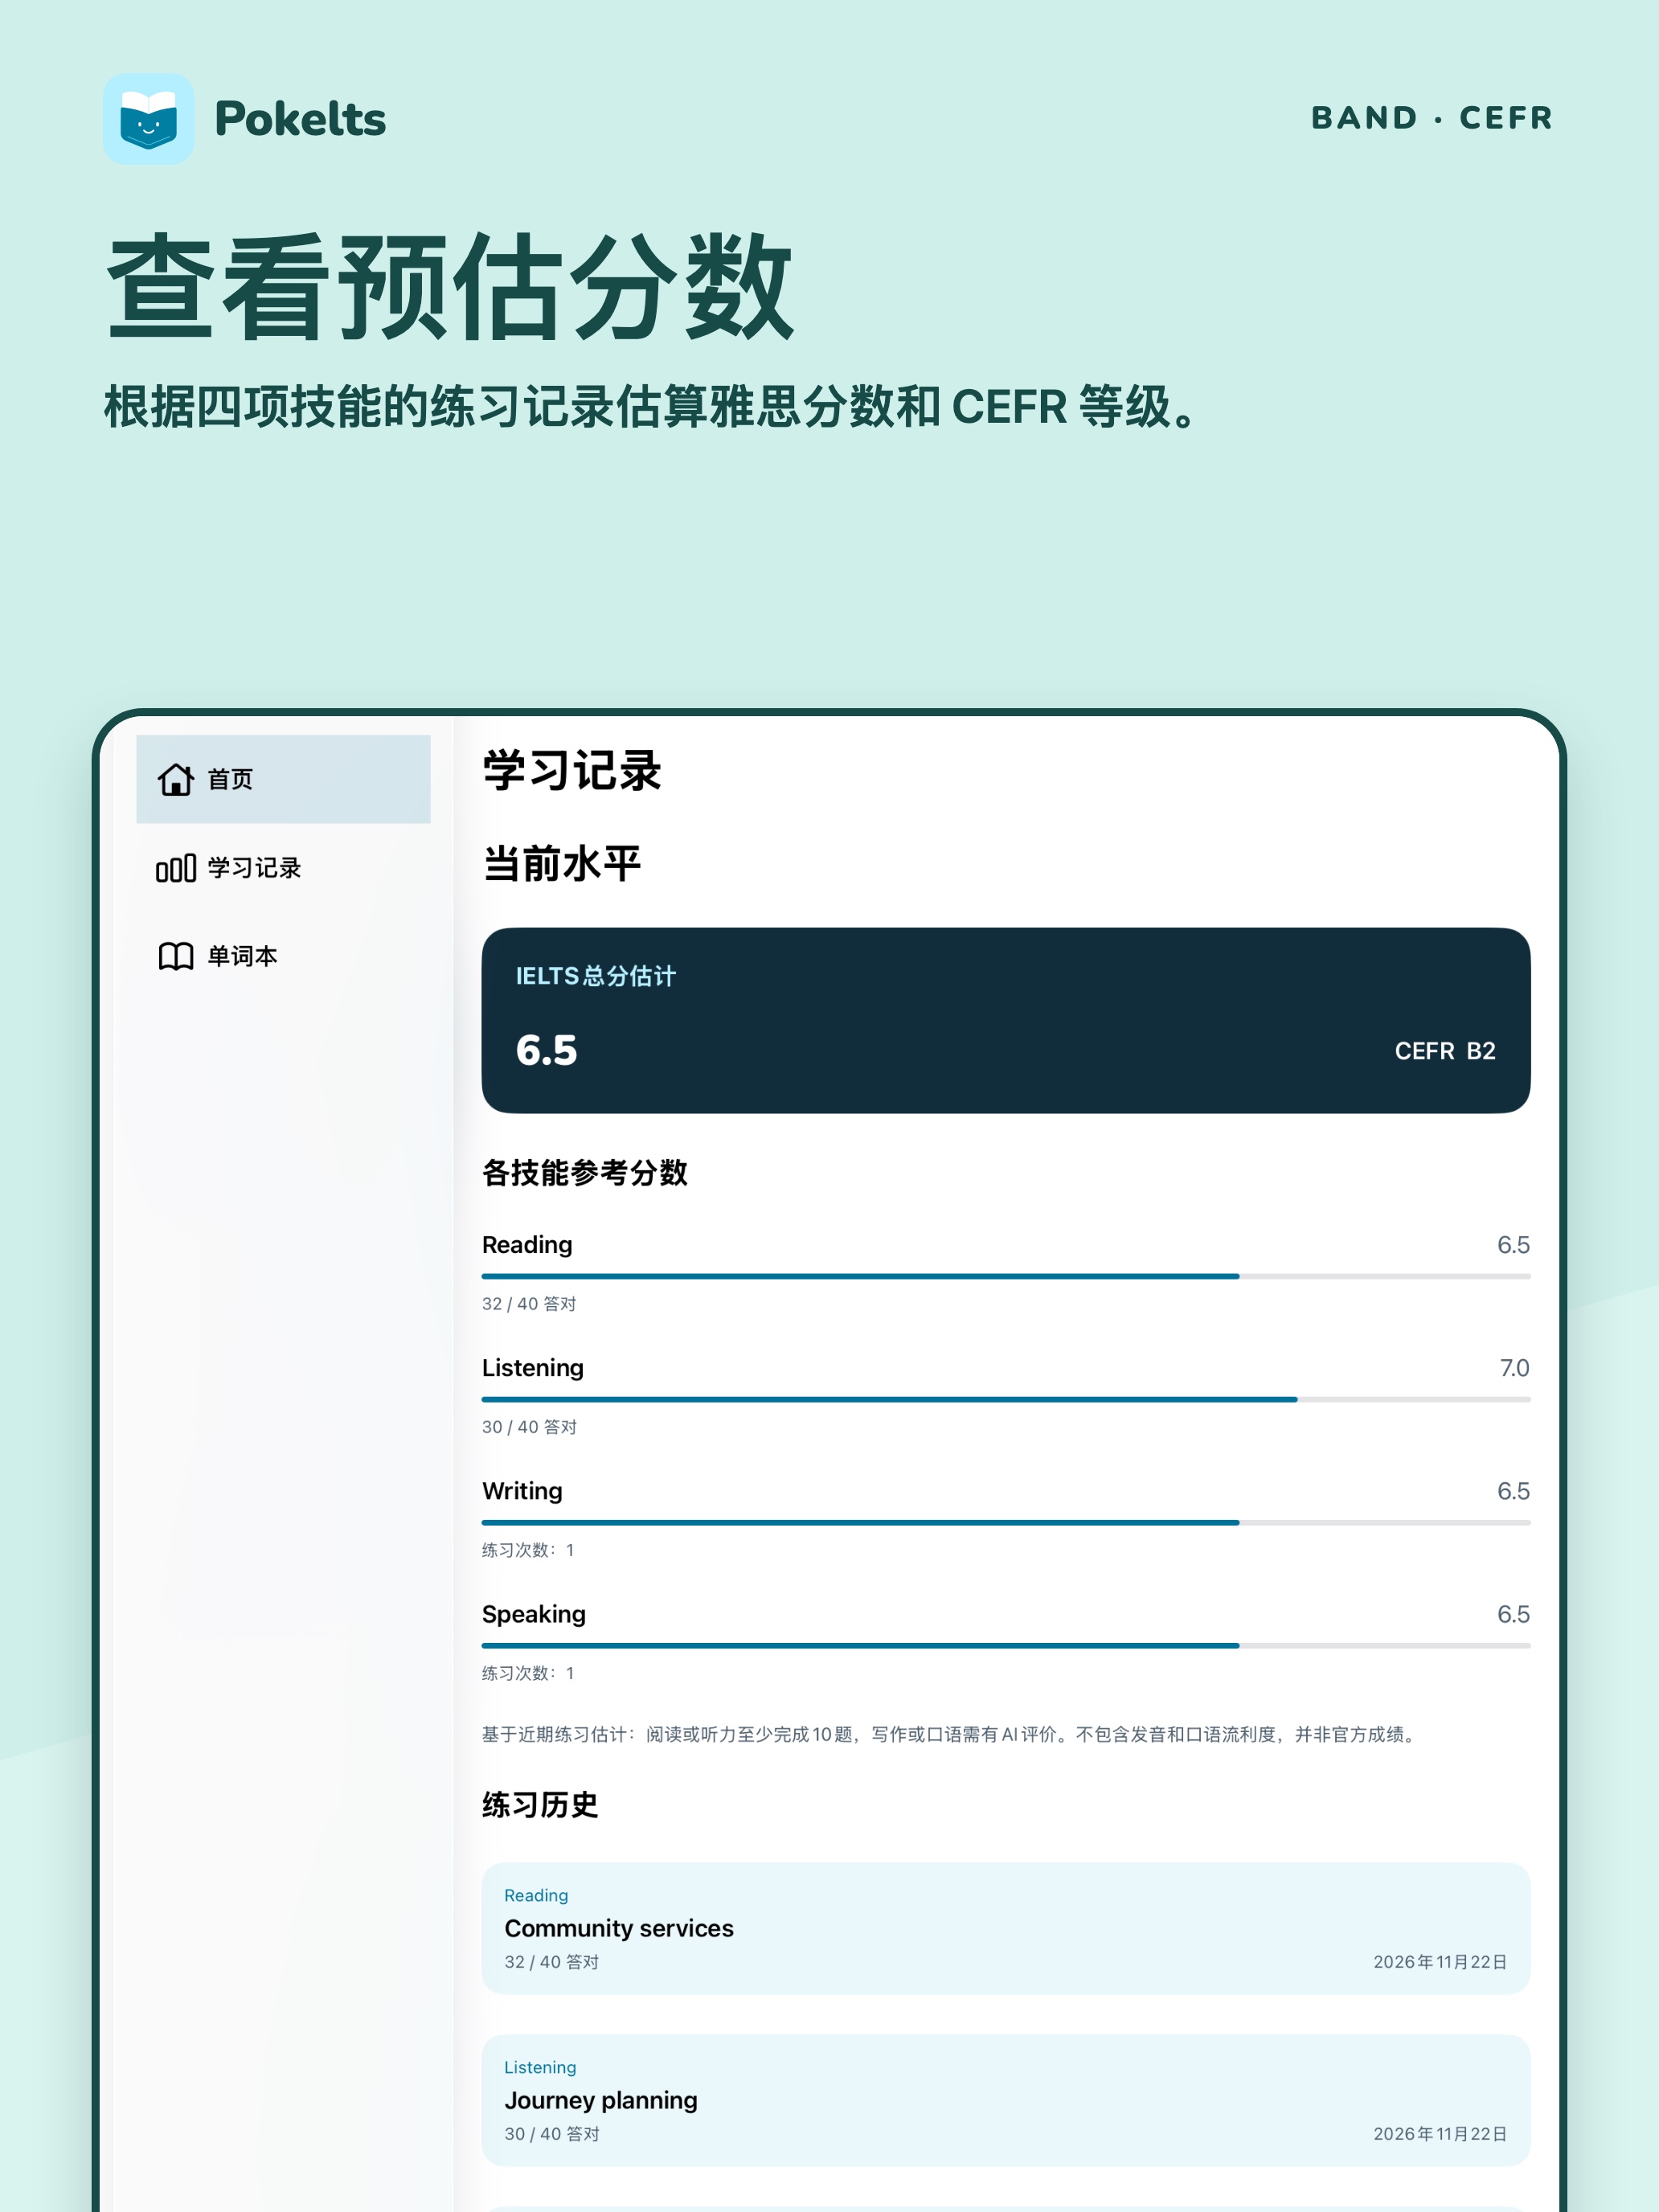 Pokelts
BAND · CEFR
查看预估分数
根据四项技能的练习记录估算雅思分数和 CEFR 等级。
首页
学习记录
单词本
学习记录
当前水平
IELTS总分估计
6.5
CEFR B2
各技能参考分数
Reading
6.5
32 / 40 答对
Listening
7.0
30 / 40 答对
Writing
6.5
练习次数：1
Speaking
6.5
练习次数：1
基于近期练习估计：阅读或听力至少完成10题，写作或口语需有AI评价。不包含发音和口语流利度，并非官方成绩。
练习历史
Reading
Community services
32 / 40 答对
2026年11月22日
Listening
Journey planning
30 / 40 答对
2026年11月22日